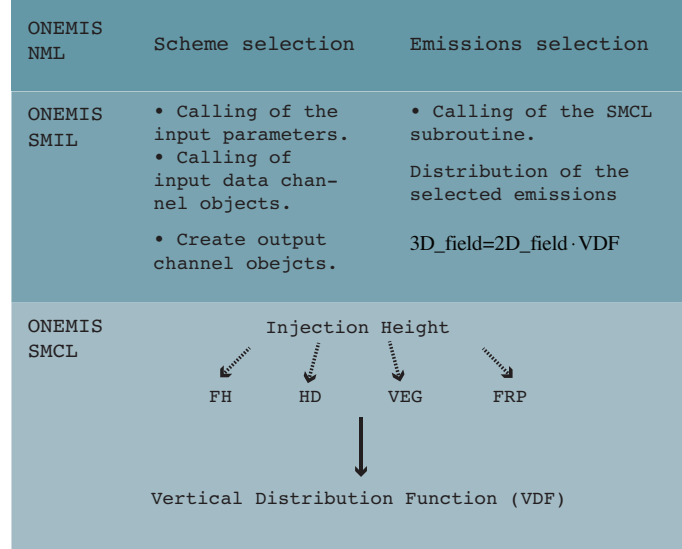 ONEMIS
NML
Scheme selection
Emissions selection
ONEMIS
SMIL
• Calling of the
input parameters.
• Calling of
input data chan-
nel objects.
• Create output
channel obejcts.
• Calling of the SMCL
subroutine.
Distribution of the
selected emissions
3D_field=2D_field·VDF
ONEMIS
SMCL
Injection Height
FH HD VEG FRP
Vertical Distribution Function (VDF)